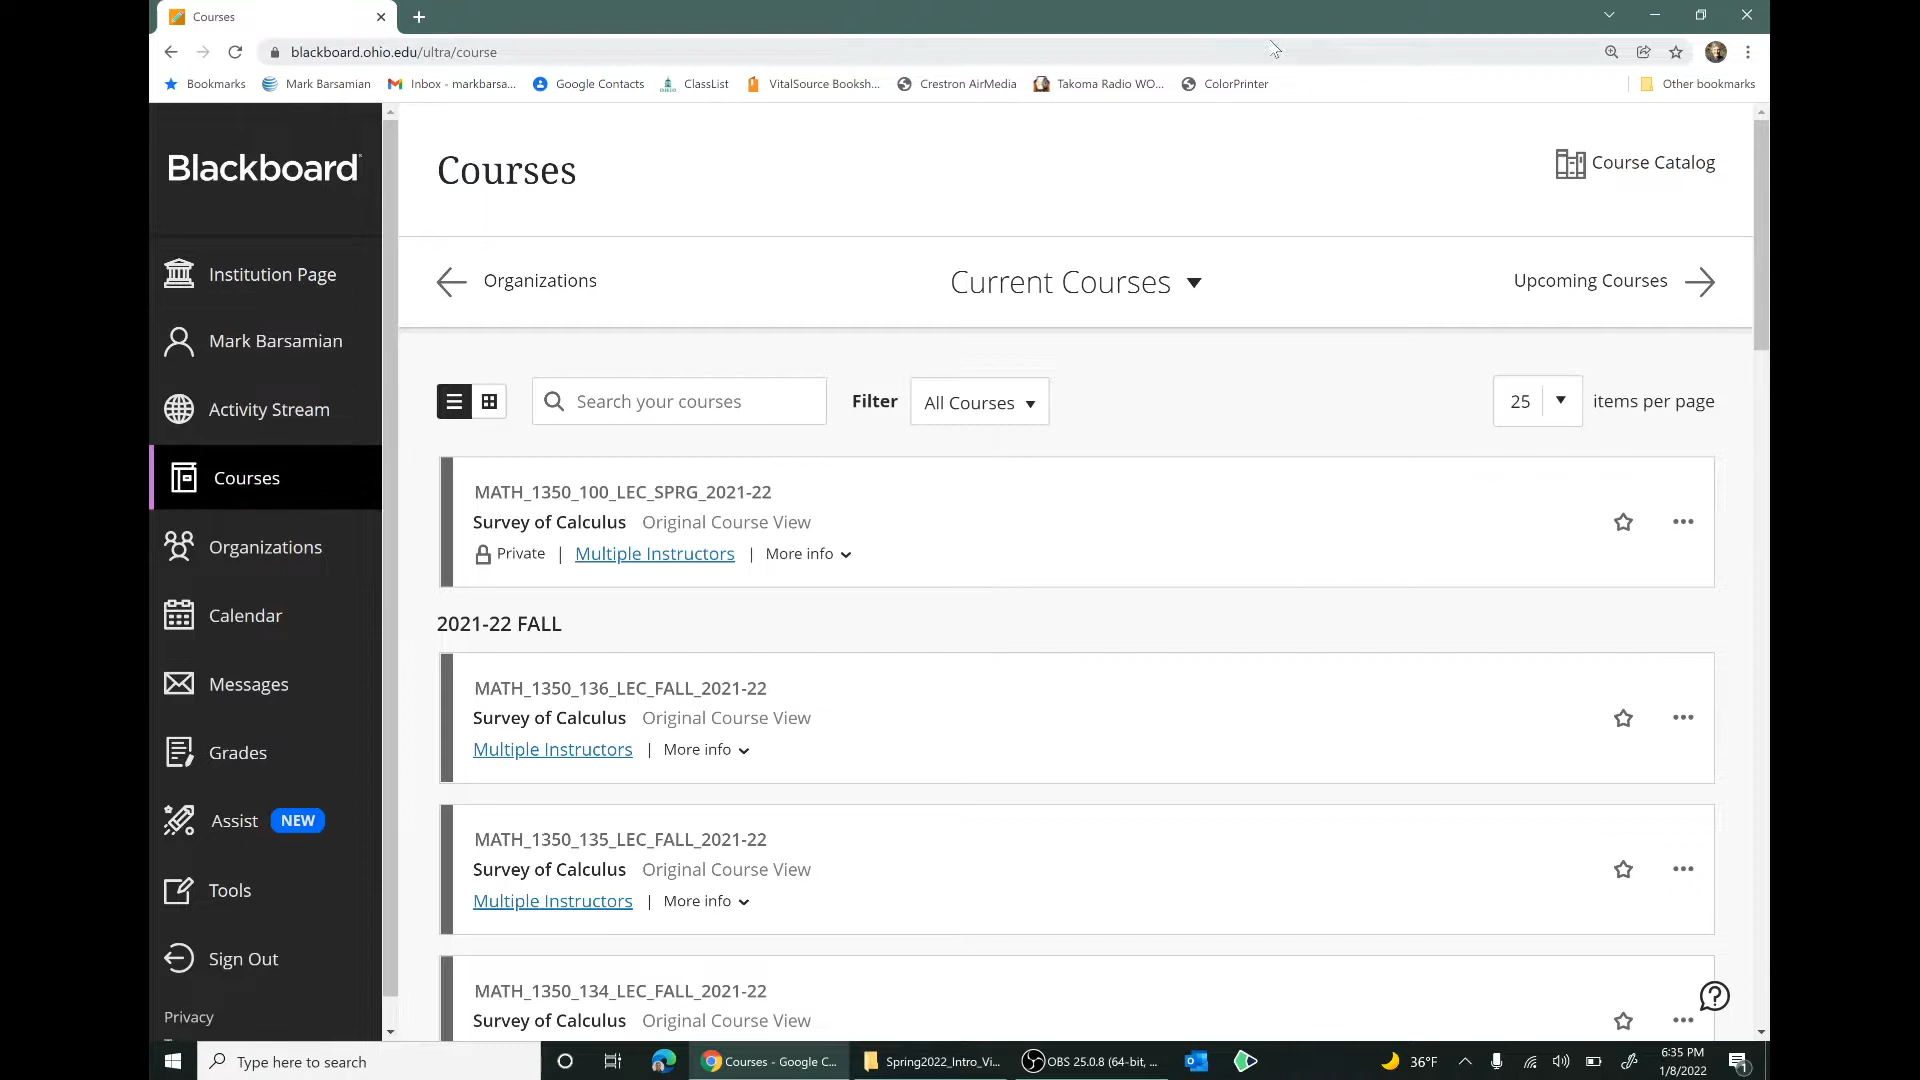 Courses
blackboard.ohio.edu/ultra/course
Bookmarks
Mark Barsamian
Inbox - markbarsa...
Google Contacts
ClassList
VitalSource Booksh...
Crestron AirMedia
Takoma Radio WO...
ColorPrinter
Other bookmarks
Blackboard
Institution Page
Mark Barsamian
Activity Stream
Courses
Organizations
Calendar
Messages
Grades
Assist NEW
Tools
Sign Out
Privacy
Courses
Course Catalog
Organizations
Current Courses
Upcoming Courses
Search your courses
Filter
All Courses
25 items per page
MATH_1350_100_LEC_SPRG_2021-22
Survey of Calculus Original Course View
Private | Multiple Instructors | More info
2021-22 FALL
MATH_1350_136_LEC_FALL_2021-22
Survey of Calculus Original Course View
Multiple Instructors | More info
MATH_1350_135_LEC_FALL_2021-22
Survey of Calculus Original Course View
Multiple Instructors | More info
MATH_1350_134_LEC_FALL_2021-22
Survey of Calculus Original Course View
Type here to search
Courses - Google C...
Spring2022_Intro_Vi...
OBS 25.0.8 (64-bit, ...
36°F
6:35 PM
1/8/2022
1